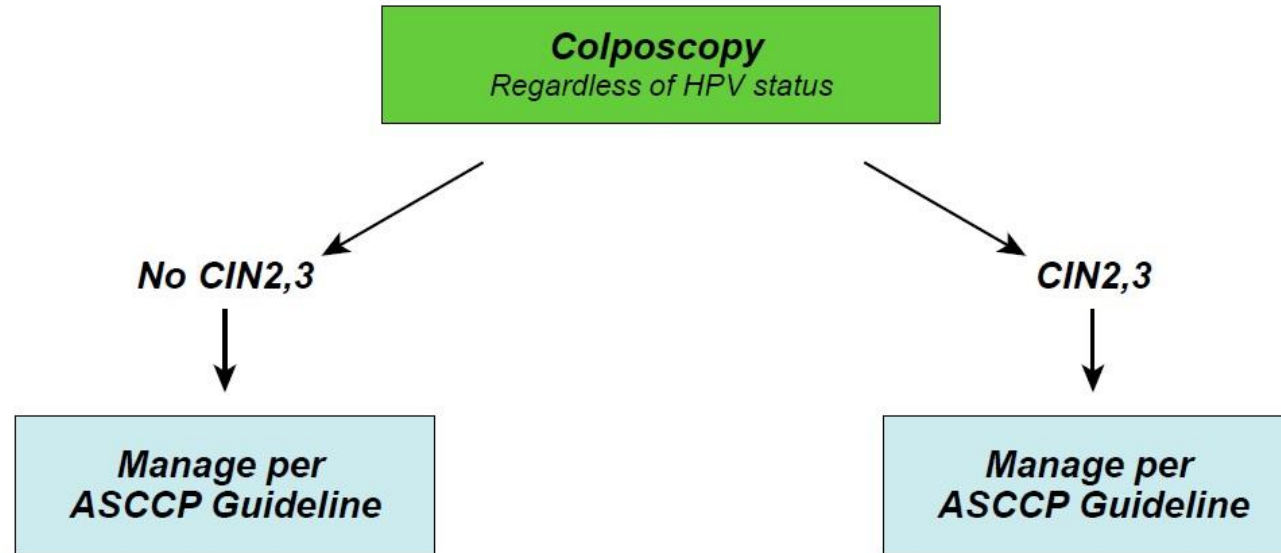 Colposcopy
Regardless of HPV status
No CIN2,3
CIN2,3
Manage per
ASCCP Guideline
Manage per
ASCCP Guideline